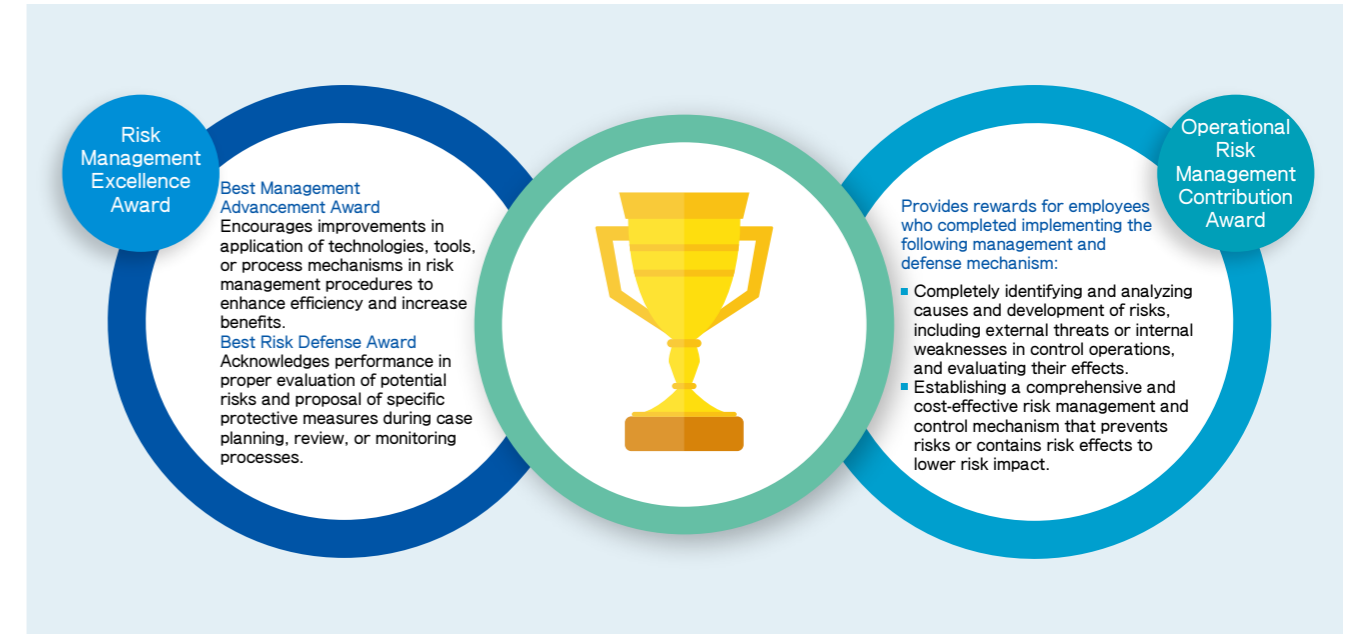 Risk
Management
Excellence
Award
Best Management
Advancement Award
Encourages improvements in
application of technologies, tools,
or process mechanisms in risk
management procedures to
enhance efficiency and increase
benefits.
Best Risk Defense Award
Acknowledges performance in
proper evaluation of potential
risks and proposal of specific
protective measures during case
planning, review, or monitoring
processes.
Operational
Risk
Management
Contribution
Award
Provides rewards for employees
who completed implementing the
following management and
defense mechanism:
Completely identifying and analyzing
causes and development of risks,
including external threats or internal
weaknesses in control operations,
and evaluating their effects.
Establishing a comprehensive and
cost-effective risk management and
control mechanism that prevents
risks or contains risk effects to
lower risk impact.